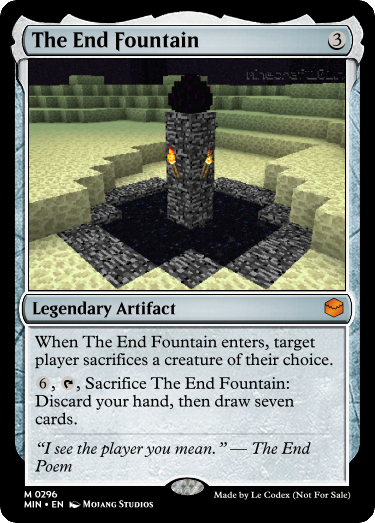 The End Fountain 3
Legendary Artifact
When The End Fountain enters, target
player sacrifices a creature of their choice.
6, , Sacrifice The End Fountain:
Discard your hand, then draw seven
cards.
"I see the player you mean." — The End
Poem
M 0296
MIN • EN Mojang Studios
Made by Le Codex (Not For Sale)